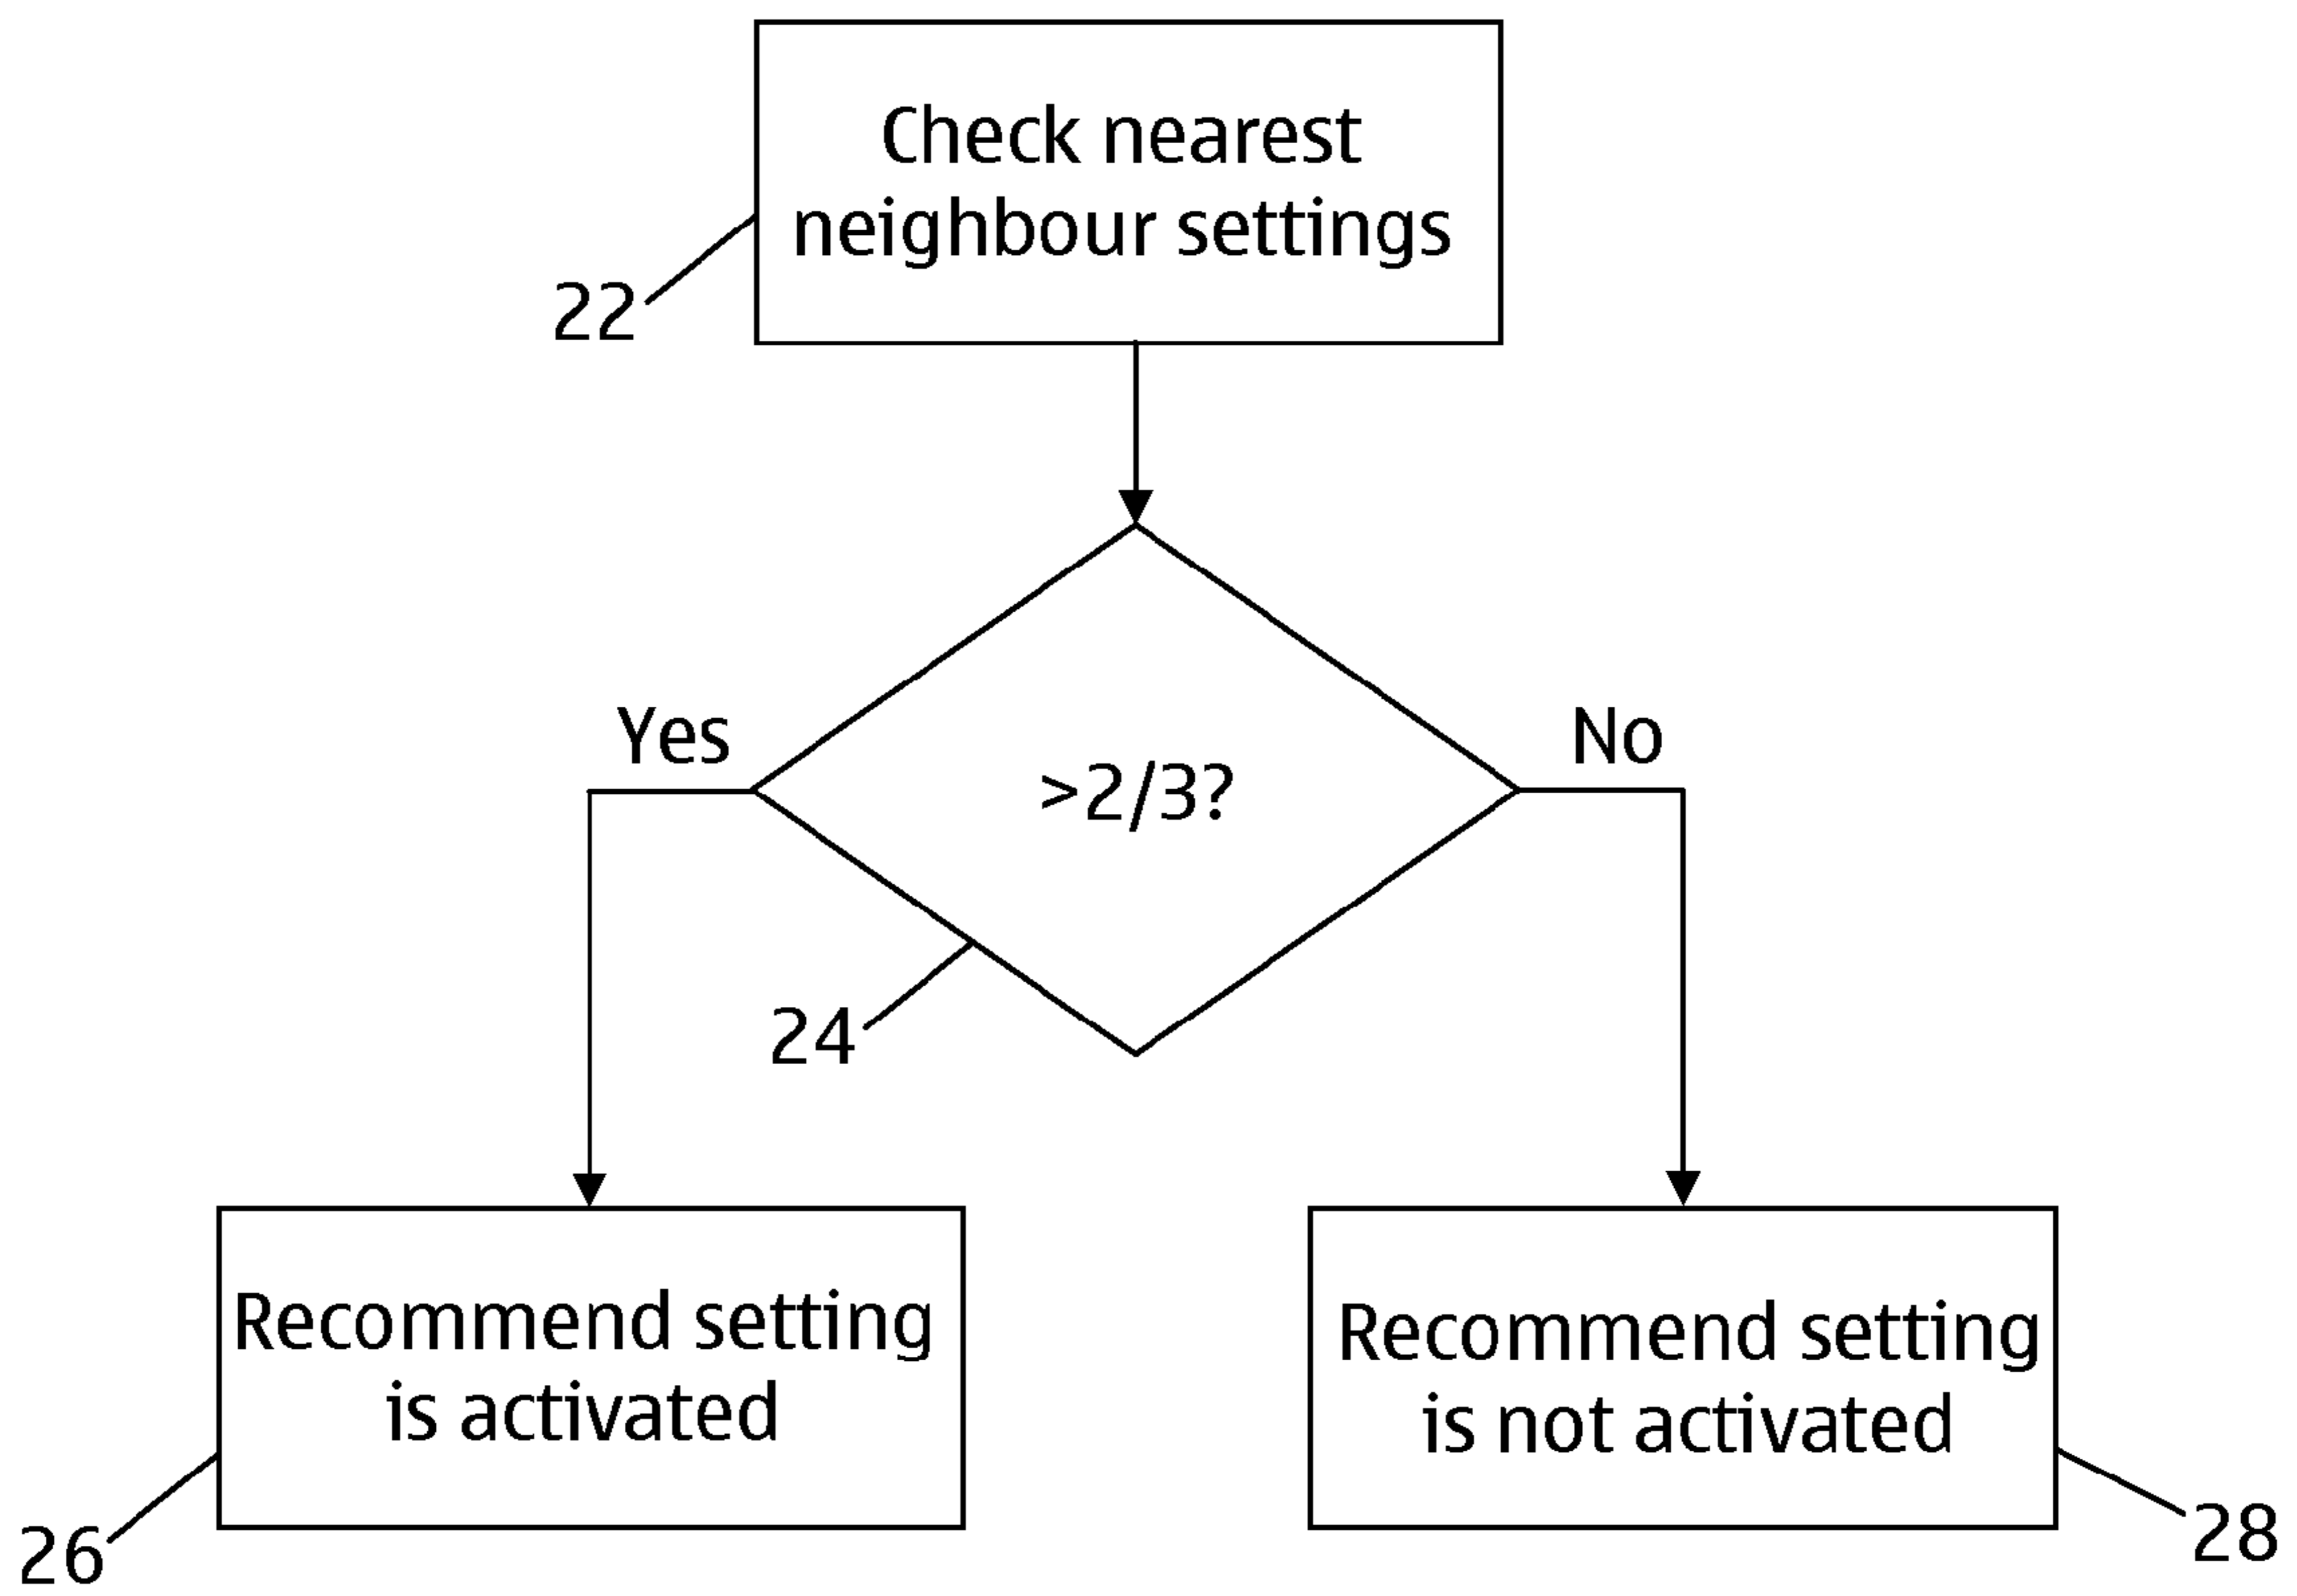 Check nearest
neighbour settings
22
Yes
No
>2/3?
24
Recommend setting
is activated
Recommend setting
is not activated
26
28